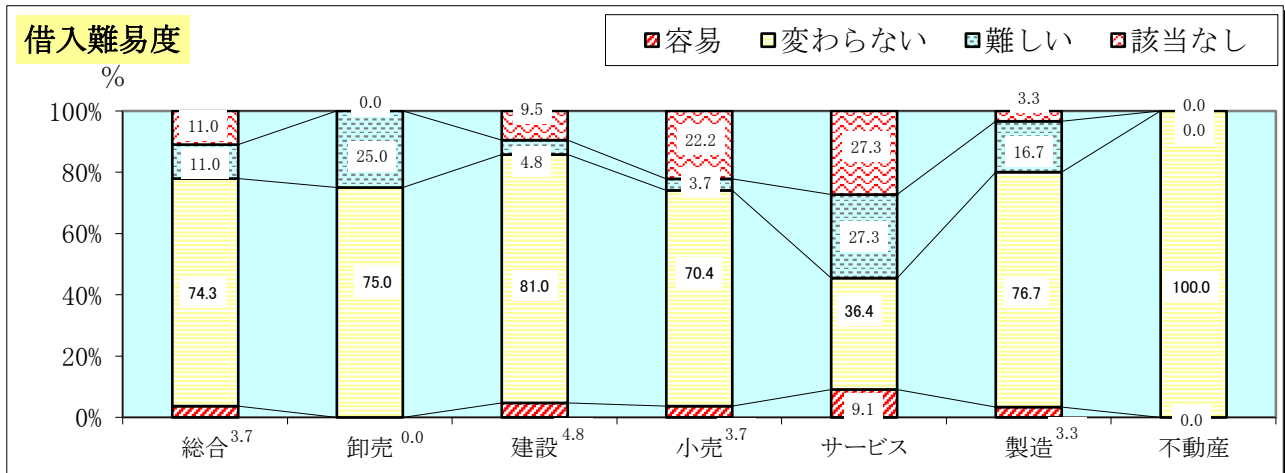 借入難易度
容易 変わらない 難しい 該当なし
%
100%
80%
60%
40%
20%
0%
11.0 0.0 9.5 22.2 27.3 3.3 0.0
11.0 25.0 4.8 3.7 27.3 16.7 0.0
74.3 75.0 81.0 70.4 36.4 76.7 100.0
9.1 0.0
総合 3.7 卸売 0.0 建設 4.8 小売 3.7 サービス 製造 3.3 不動産